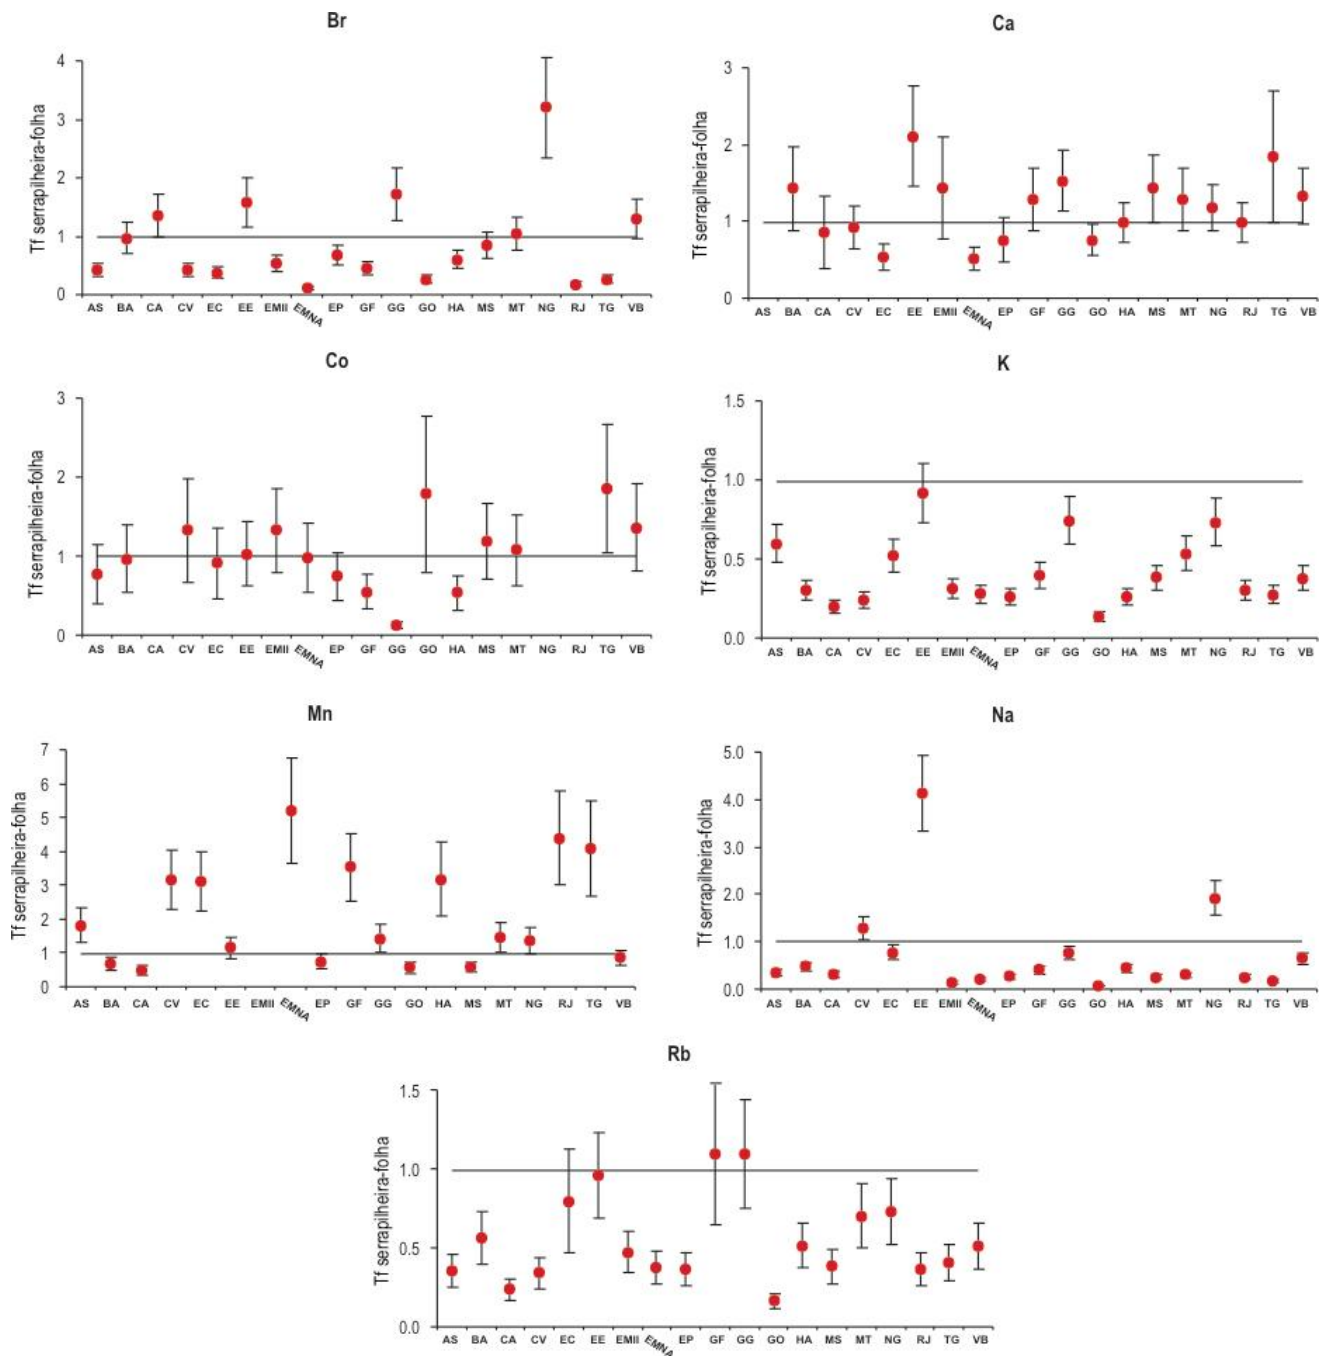 Br
Tf serrapilheira-folha
4
3
2
1
0
AS BA CA CV EC EE EMII EMNA EP GF GG GO HA MS MT NG RJ TG VB
Ca
Tf serrapilheira-folha
3
2
1
0
AS BA CA CV EC EE EMII EMNA EP GF GG GO HA MS MT NG RJ TG VB
Co
Tf serrapilheira-folha
3
2
1
0
AS BA CA CV EC EE EMII EMNA EP GF GG GO HA MS MT NG RJ TG VB
K
Tf serrapilheira-folha
1.5
1.0
0.5
0.0
AS BA CA CV EC EE EMII EMNA EP GF GG GO HA MS MT NG RJ TG VB
Mn
Tf serrapilheira-folha
7
6
5
4
3
2
1
0
AS BA CA CV EC EE EMII EMNA EP GF GG GO HA MS MT NG RJ TG VB
Na
Tf serrapilheira-folha
5.0
4.0
3.0
2.0
1.0
0.0
AS BA CA CV EC EE EMII EMNA EP GF GG GO HA MS MT NG RJ TG VB
Rb
Tf serrapilheira-folha
1.5
1.0
0.5
0.0
AS BA CA CV EC EE EMII EMNA EP GF GG GO HA MS MT NG RJ TG VB